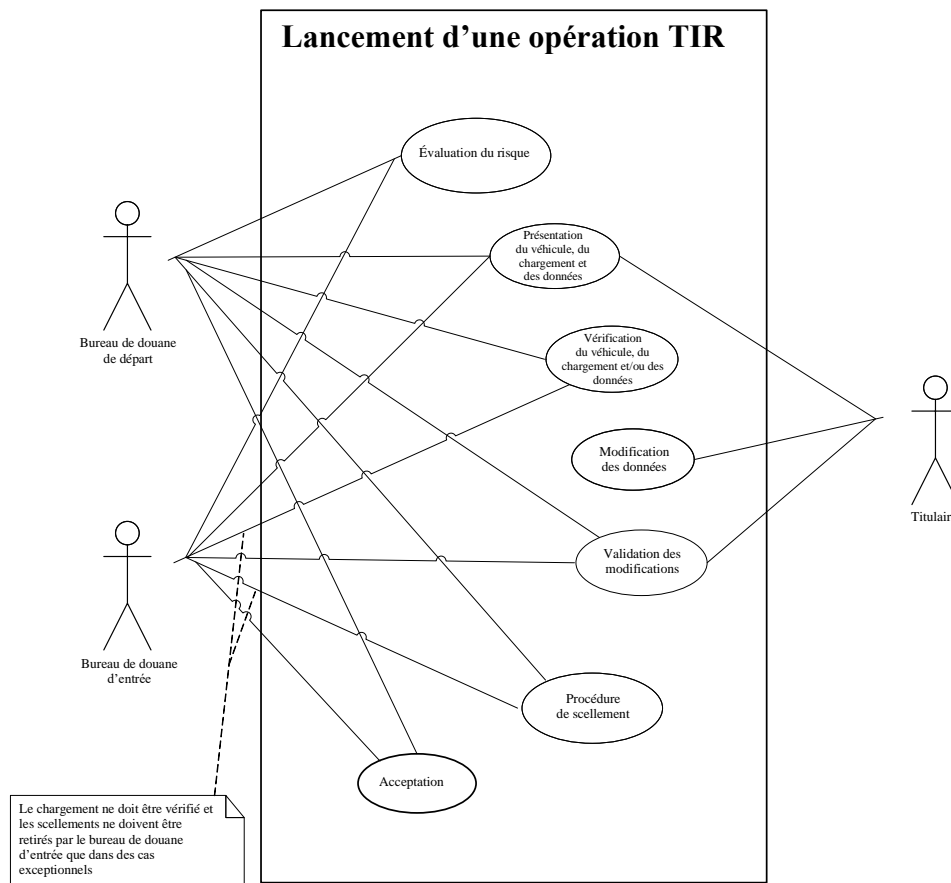 Lancement d'une opération TIR
Évaluation du risque
Présentation
du véhicule, du
chargement et
des données
Bureau de douane
de départ
Vérification
du véhicule, du
chargement et/ou des
données
Modification
des données
Titulair
Validation des
modifications
Bureau de douane
d'entrée
Procédure
de scellement
Acceptation
Le chargement ne doit être vérifié et
les scellements ne doivent être
retirés par le bureau de douane
d'entrée que dans des cas
exceptionnels